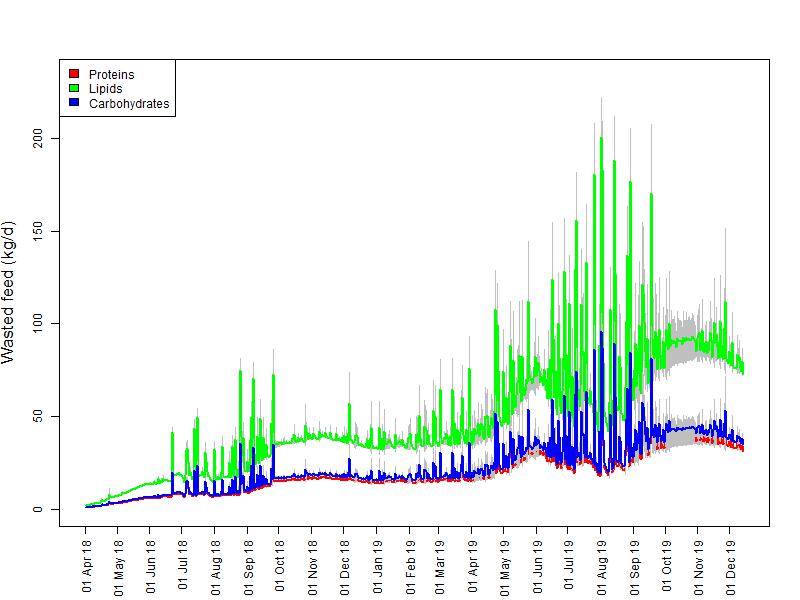 Proteins
Lipids
Carbohydrates
Wasted feed (kg/d)
200
150
100
50
0
01 Apr 18
01 May 18
01 Jun 18
01 Jul 18
01 Aug 18
01 Sep 18
01 Oct 18
01 Nov 18
01 Dec 18
01 Jan 19
01 Feb 19
01 Mar 19
01 Apr 19
01 May 19
01 Jun 19
01 Jul 19
01 Aug 19
01 Sep 19
01 Oct 19
01 Nov 19
01 Dec 19